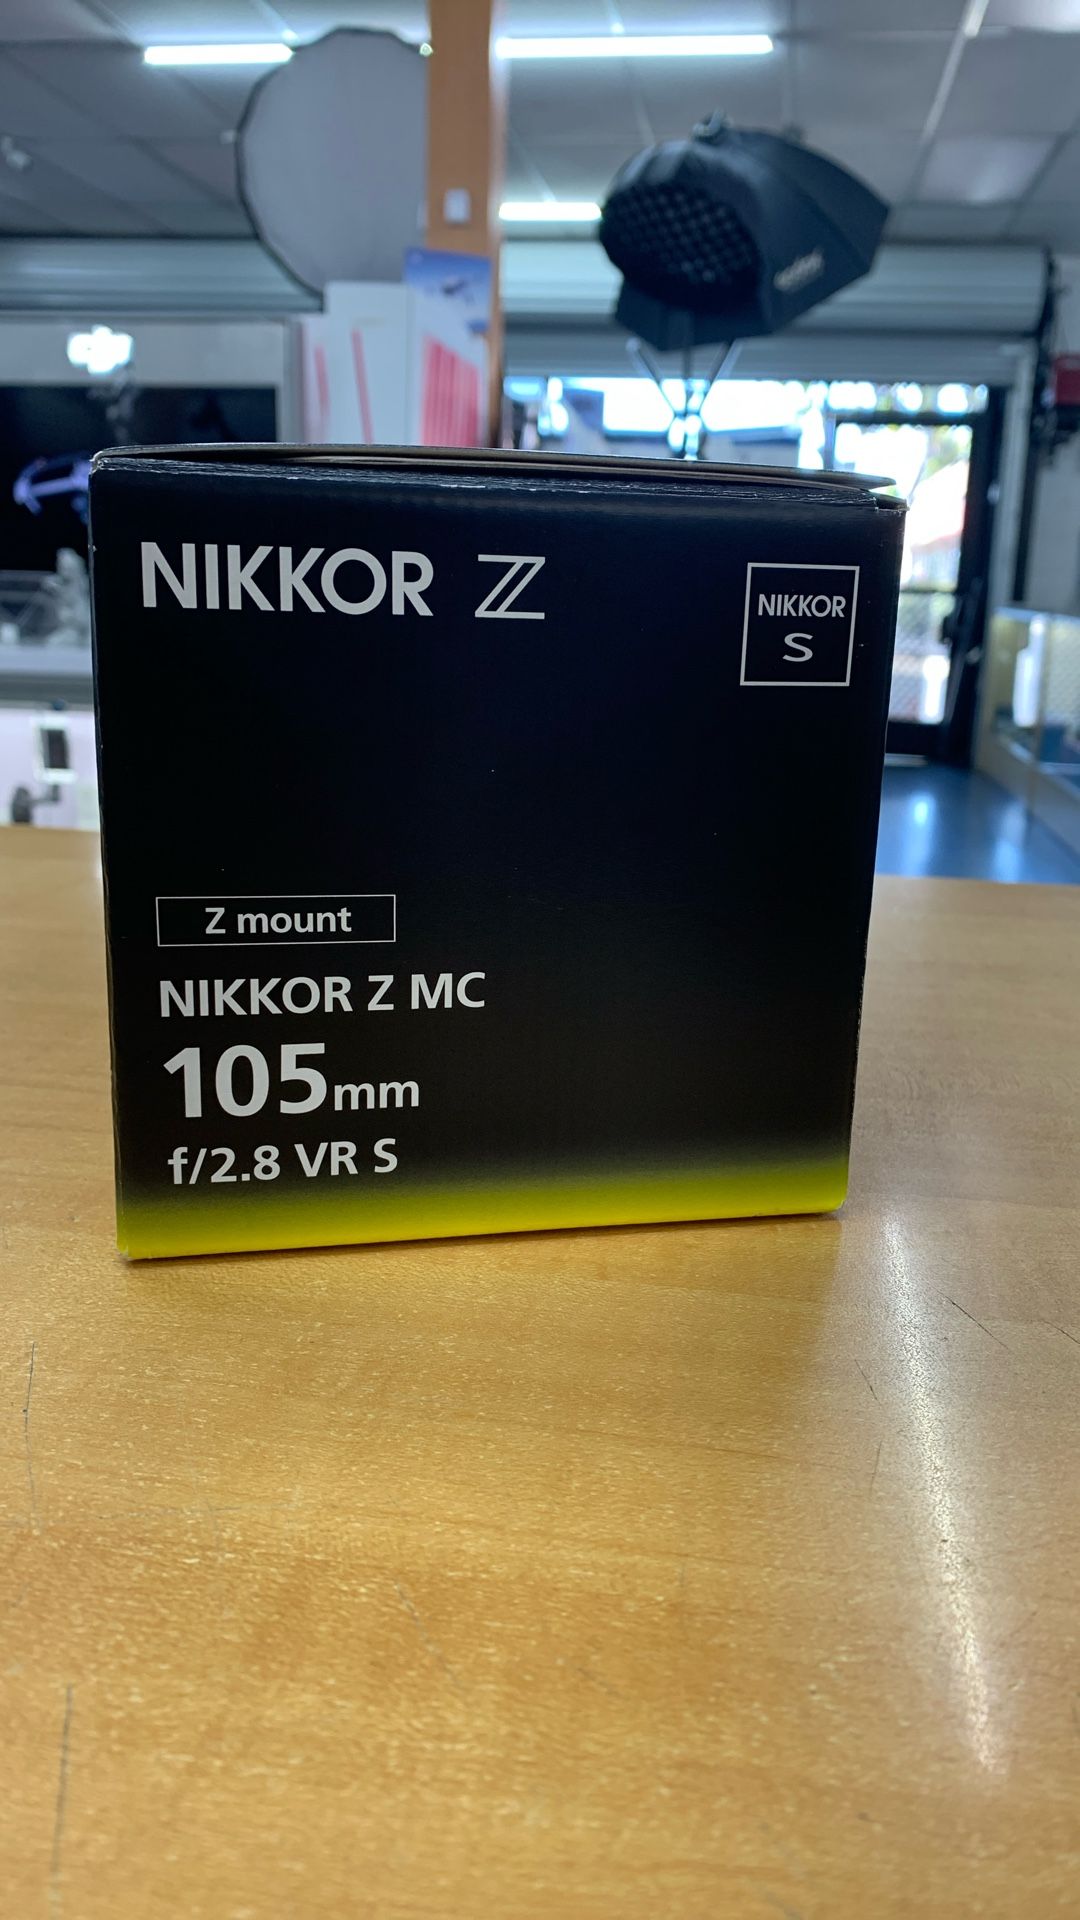 NIKKOR Z
NIKKOR
S
Z mount
NIKKOR Z MC
105mm
f/2.8 VR S